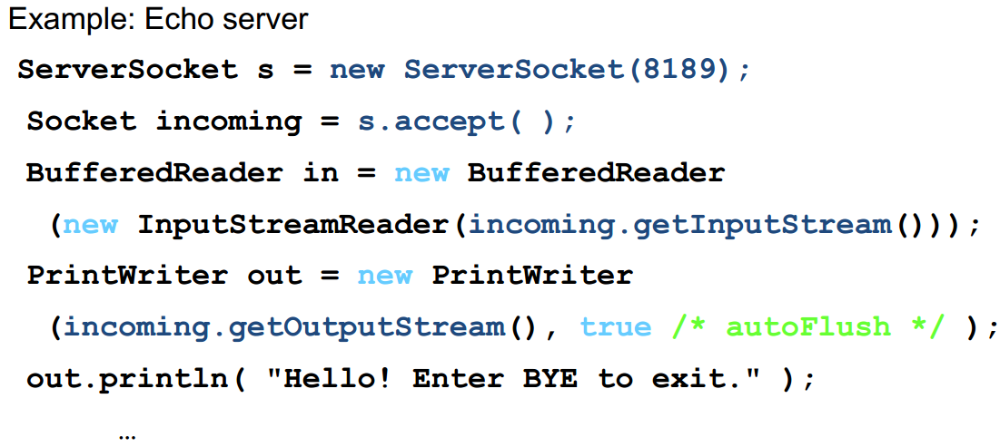 Example: Echo server
ServerSocket s = new ServerSocket(8189);
Socket incoming = s.accept( );
BufferedReader in = new BufferedReader
(new InputStreamReader(incoming.getInputStream()));
PrintWriter out = new PrintWriter
(incoming.getOutputStream(), true /* autoFlush */ );
out.println( "Hello! Enter BYE to exit." );
…